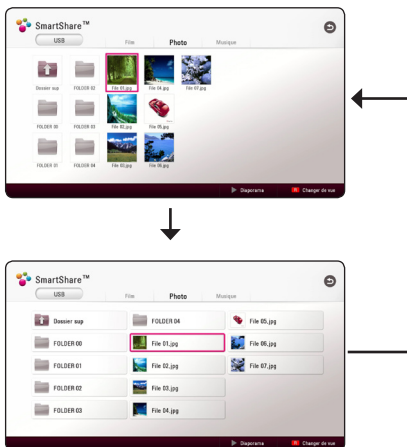 SmartShare™
USB Film Photo Musique
Dossier sup FOLDER 02 File 01.jpg File 04.jpg File 07.jpg
FOLDER 00 FOLDER 03 File 02.jpg File 05.jpg
FOLDER 01 FOLDER 04 File 03.jpg File 06.jpg
Diaporama Changer de vue
SmartShare™
USB Film Photo Musique
Dossier sup FOLDER 04 File 05.jpg
FOLDER 00 File 01.jpg File 06.jpg
FOLDER 01 File 02.jpg File 07.jpg
FOLDER 02 File 03.jpg
FOLDER 03 File 04.jpg
Diaporama Changer de vue